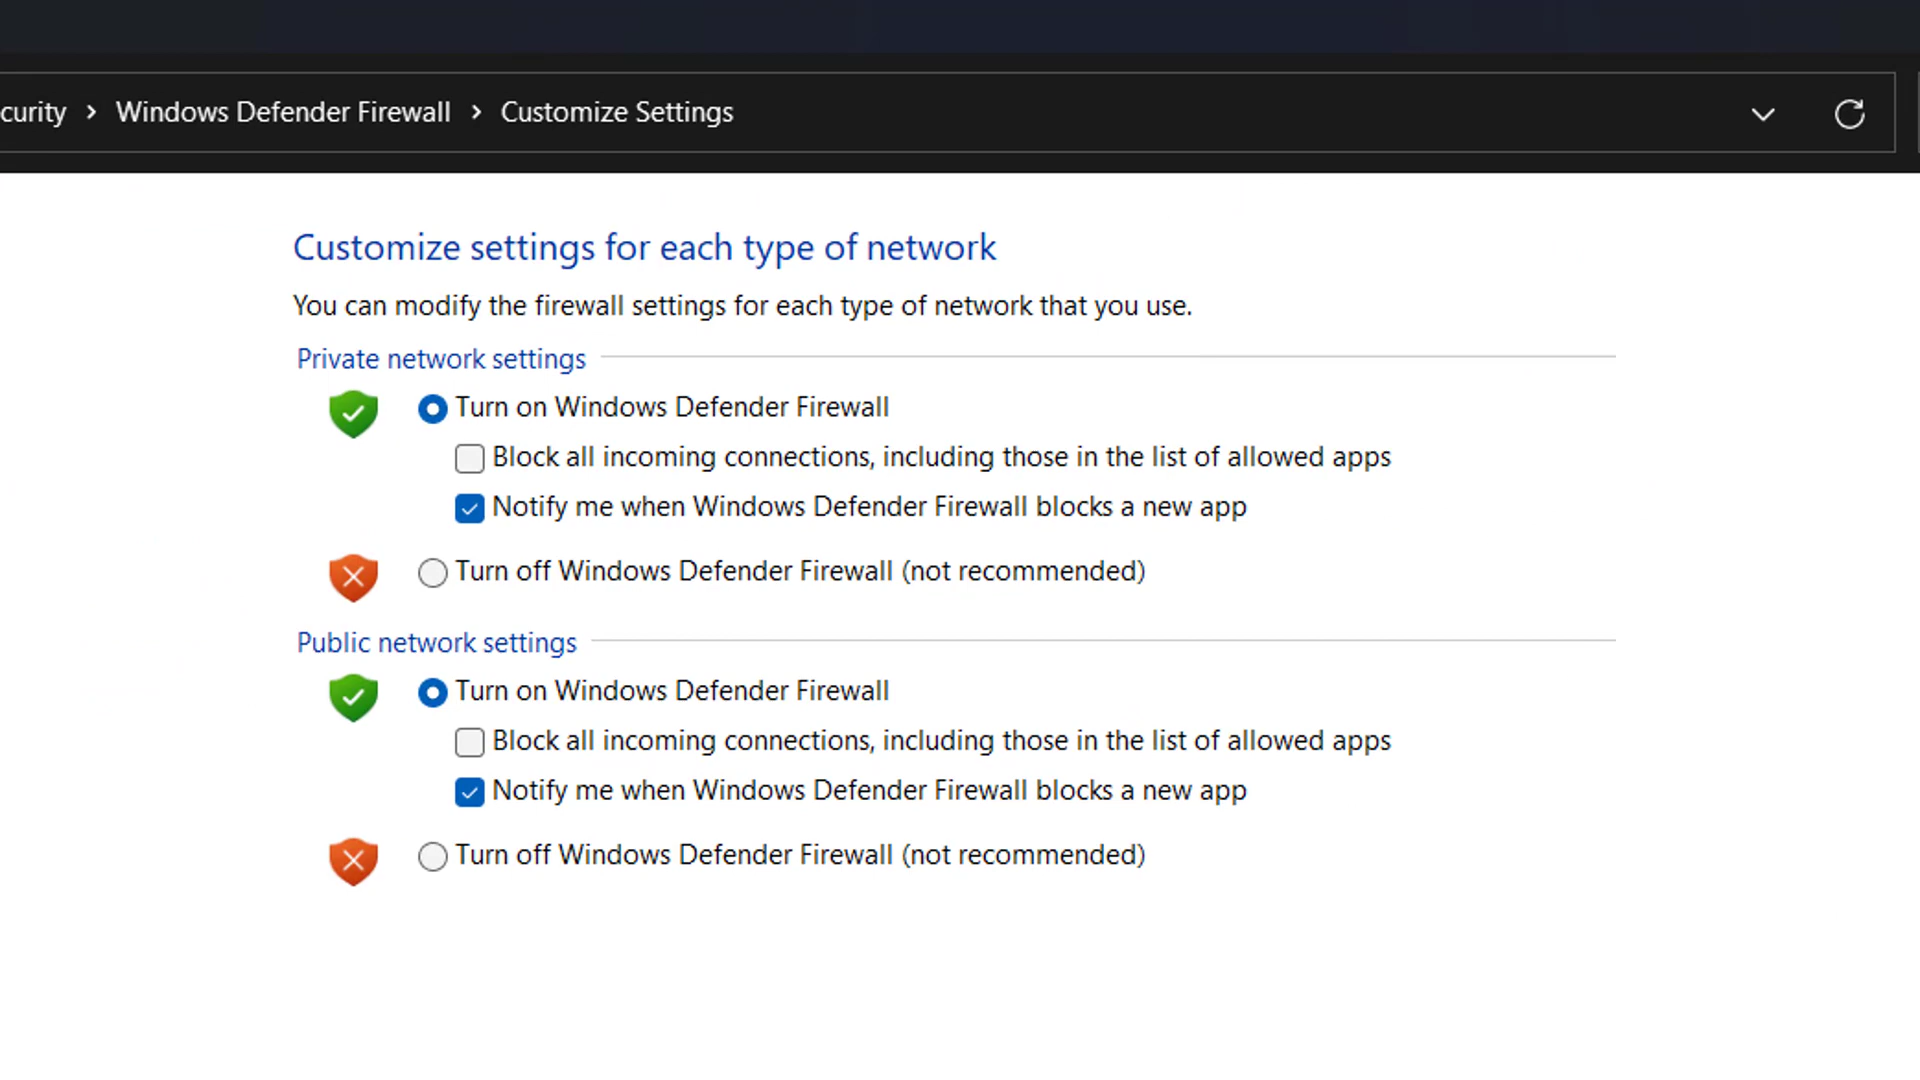 curity > Windows Defender Firewall > Customize Settings
Customize settings for each type of network
You can modify the firewall settings for each type of network that you use.
Private network settings
Turn on Windows Defender Firewall
Block all incoming connections, including those in the list of allowed apps
Notify me when Windows Defender Firewall blocks a new app
Turn off Windows Defender Firewall (not recommended)
Public network settings
Turn on Windows Defender Firewall
Block all incoming connections, including those in the list of allowed apps
Notify me when Windows Defender Firewall blocks a new app
Turn off Windows Defender Firewall (not recommended)